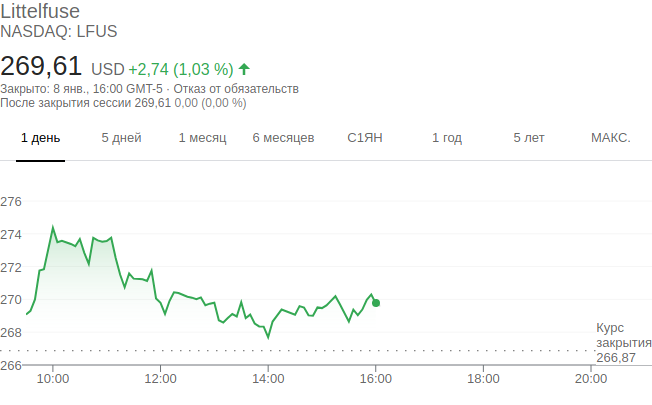 Littelfuse
NASDAQ: LFUS
269,61 USD +2,74 (1,03 %)
Закрыто: 8 янв., 16:00 GMT-5 · Отказ от обязательств
После закрытия сессии 269,61 0,00 (0,00 %)
1 день 5 дней 1 месяц 6 месяцев С1ЯН 1 год 5 лет МАКС.
276
274
272
270
268
266
Курс
закрытия
266,87
10:00 12:00 14:00 16:00 18:00 20:00